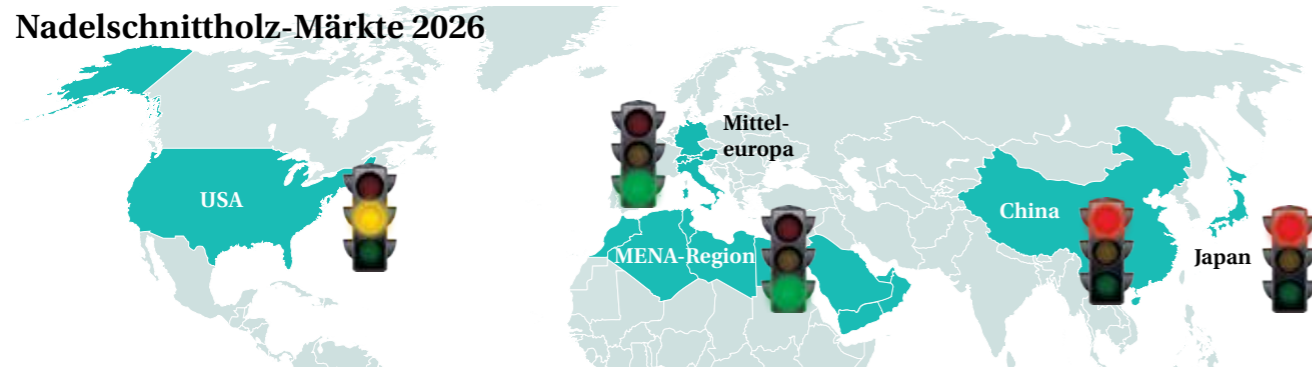 Nadelschnittholz-Märkte 2026
Mittel-
europa
USA
China
MENA-Region
Japan